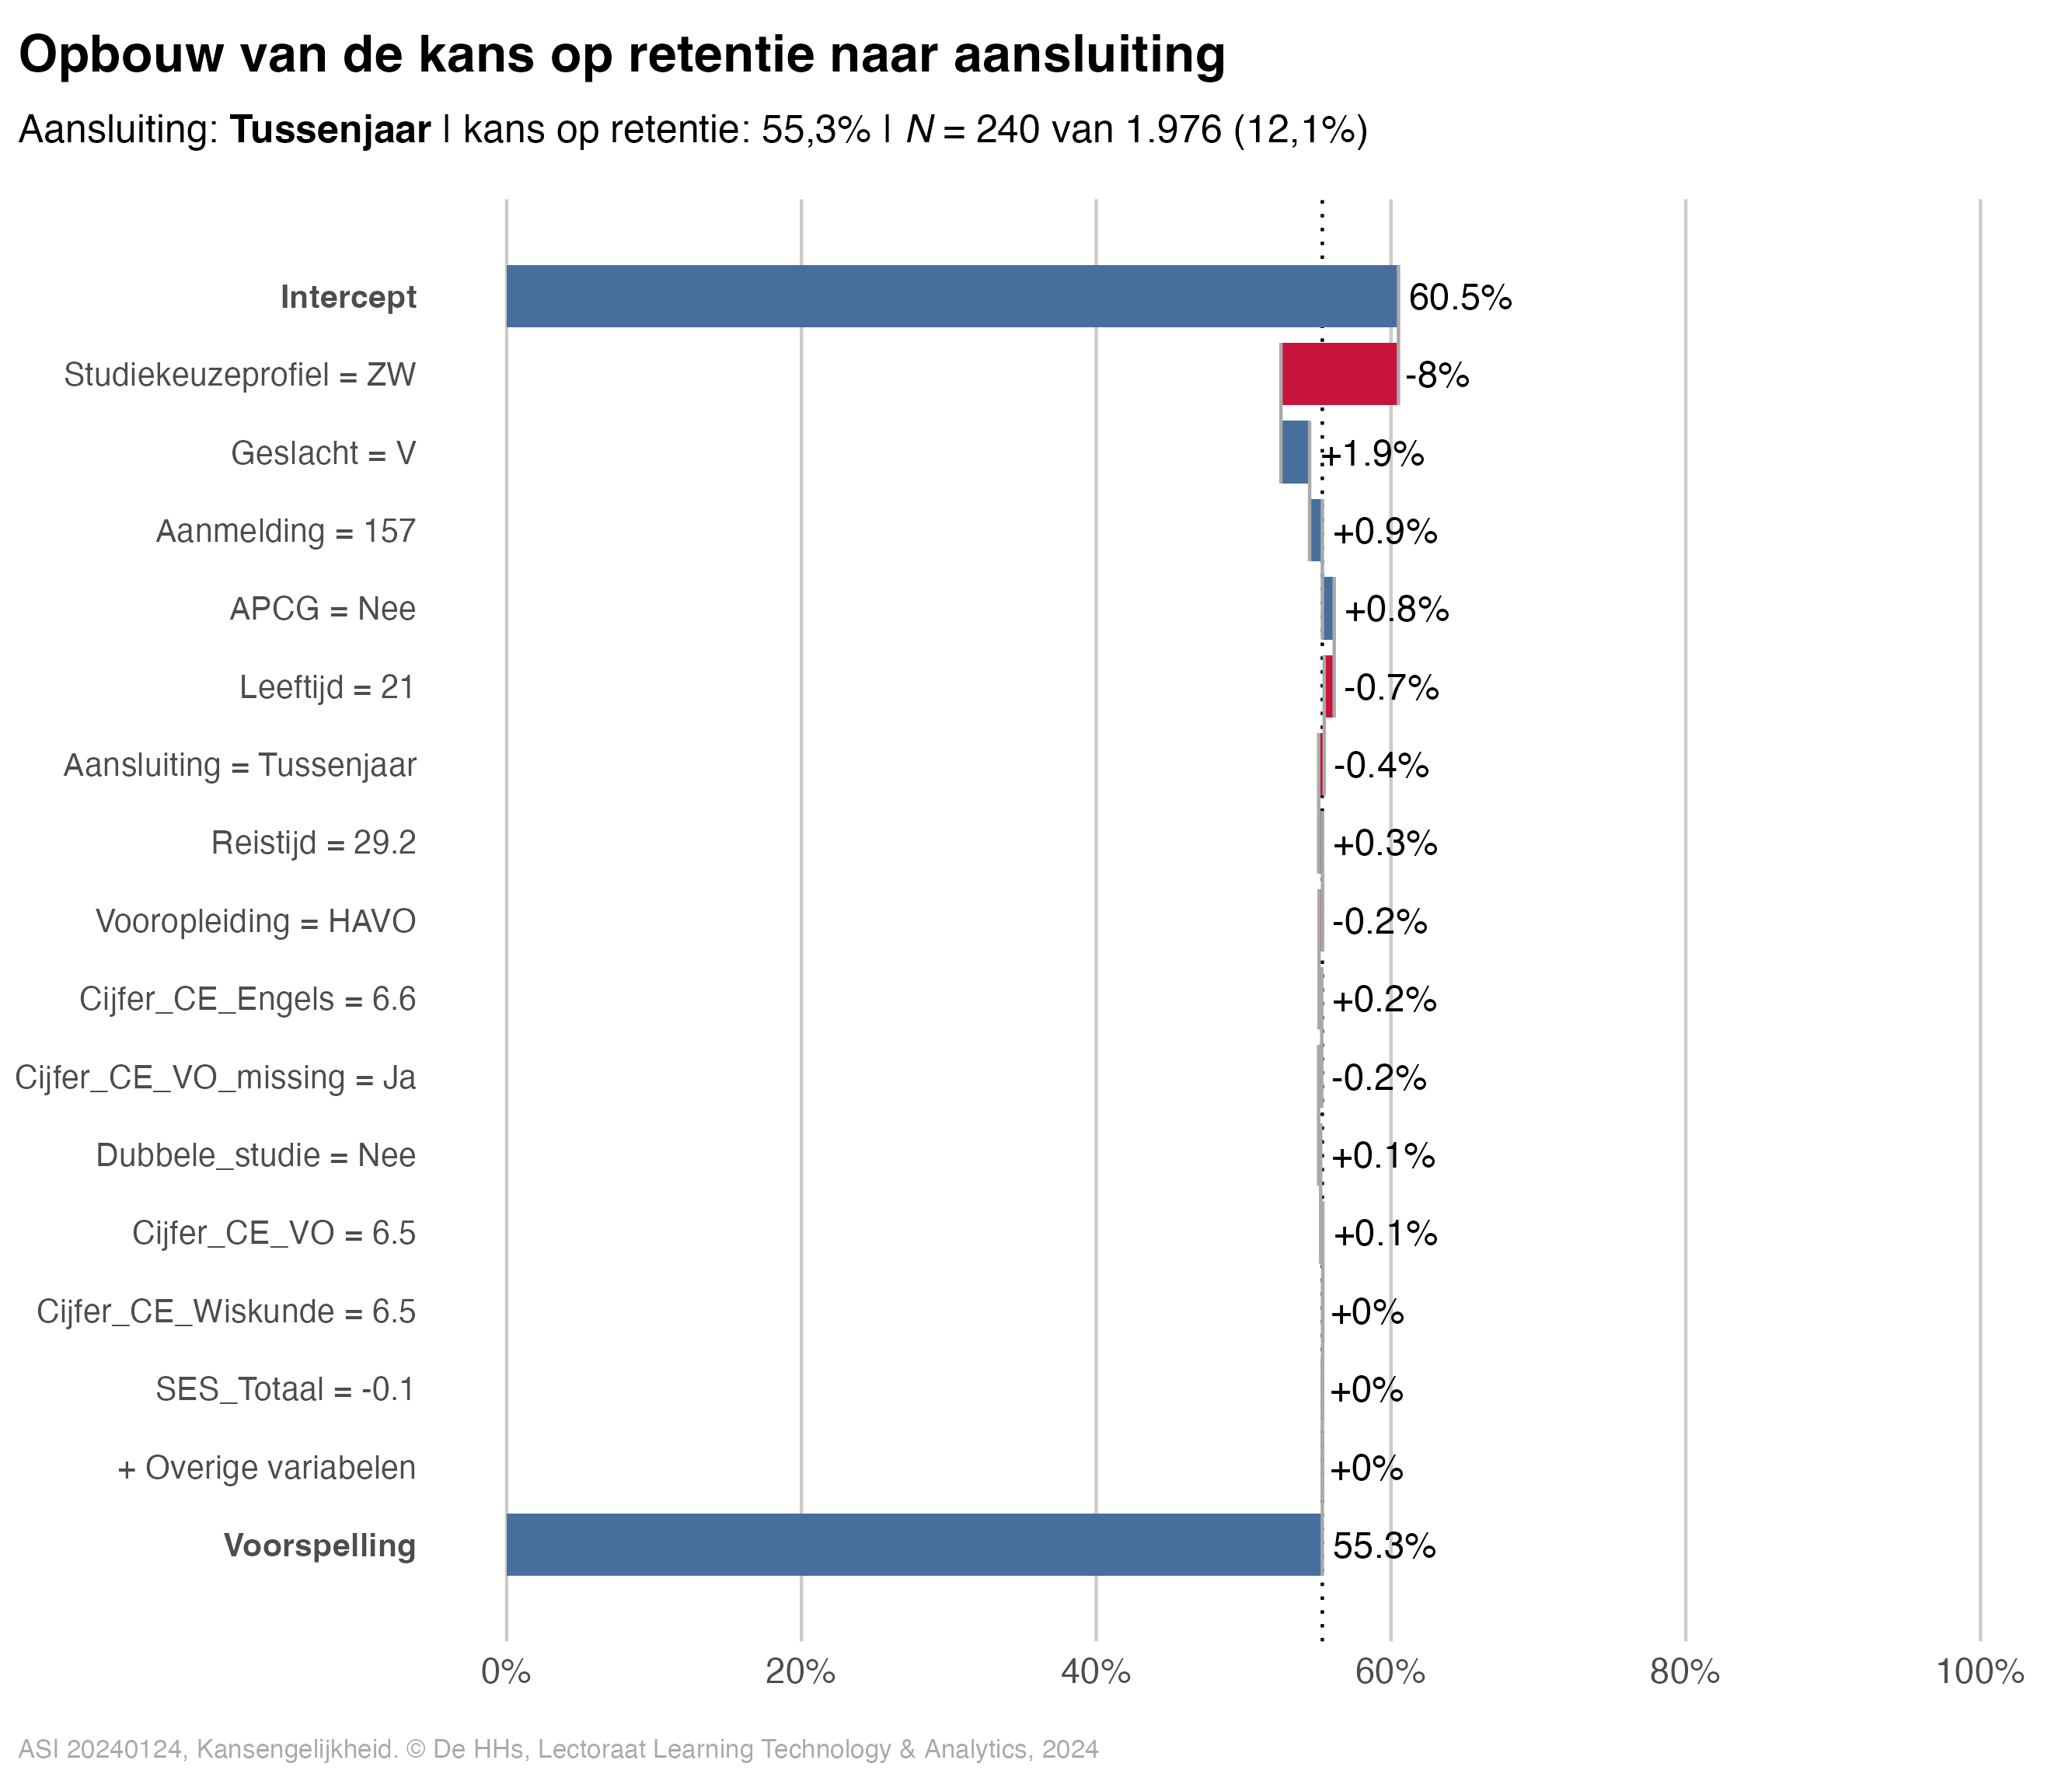 Opbouw van de kans op retentie naar aansluiting
Aansluiting: Tussenjaar | kans op retentie: 55,3% | N = 240 van 1.976 (12,1%)
Intercept 60.5%
Studiekeuzeprofiel = ZW -8%
Geslacht = V +1.9%
Aanmelding = 157 +0.9%
APCG = Nee +0.8%
Leeftijd = 21 -0.7%
Aansluiting = Tussenjaar -0.4%
Reistijd = 29.2 +0.3%
Vooropleiding = HAVO -0.2%
Cijfer_CE_Engels = 6.6 +0.2%
Cijfer_CE_VO_missing = Ja -0.2%
Dubbele_studie = Nee +0.1%
Cijfer_CE_VO = 6.5 +0.1%
Cijfer_CE_Wiskunde = 6.5 +0%
SES_Totaal = -0.1 +0%
+ Overige variabelen +0%
Voorspelling 55.3%
0% 20% 40% 60% 80% 100%
ASI 20240124, Kansengelijkheid. © De HHs, Lectoraat Learning Technology & Analytics, 2024